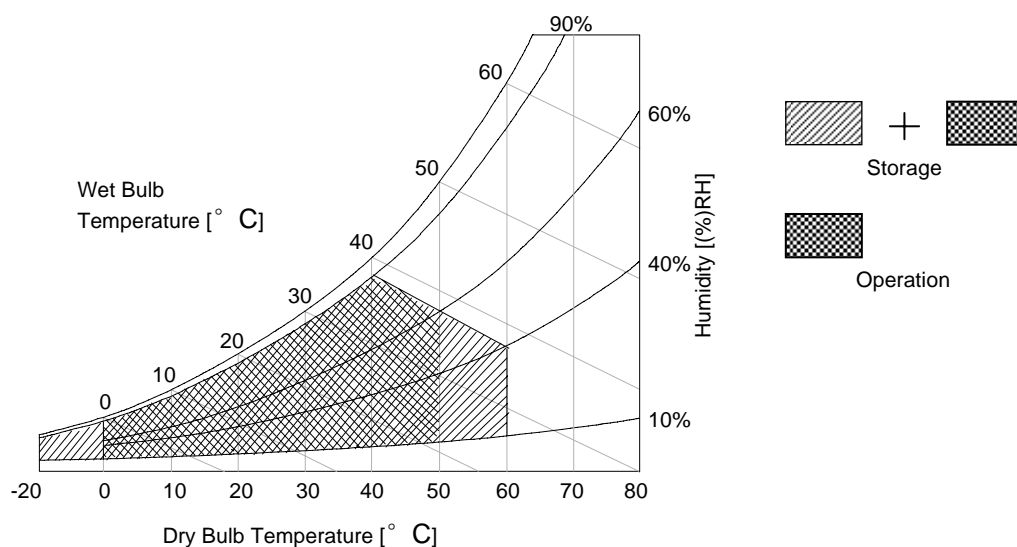 90%
60
60%
50
Wet Bulb
Temperature [° C]
40
40%
30
20
10
0
10%
-20 0 10 20 30 40 50 60 70 80
Dry Bulb Temperature [° C]
Humidity [(%)RH]
+
Storage
Operation